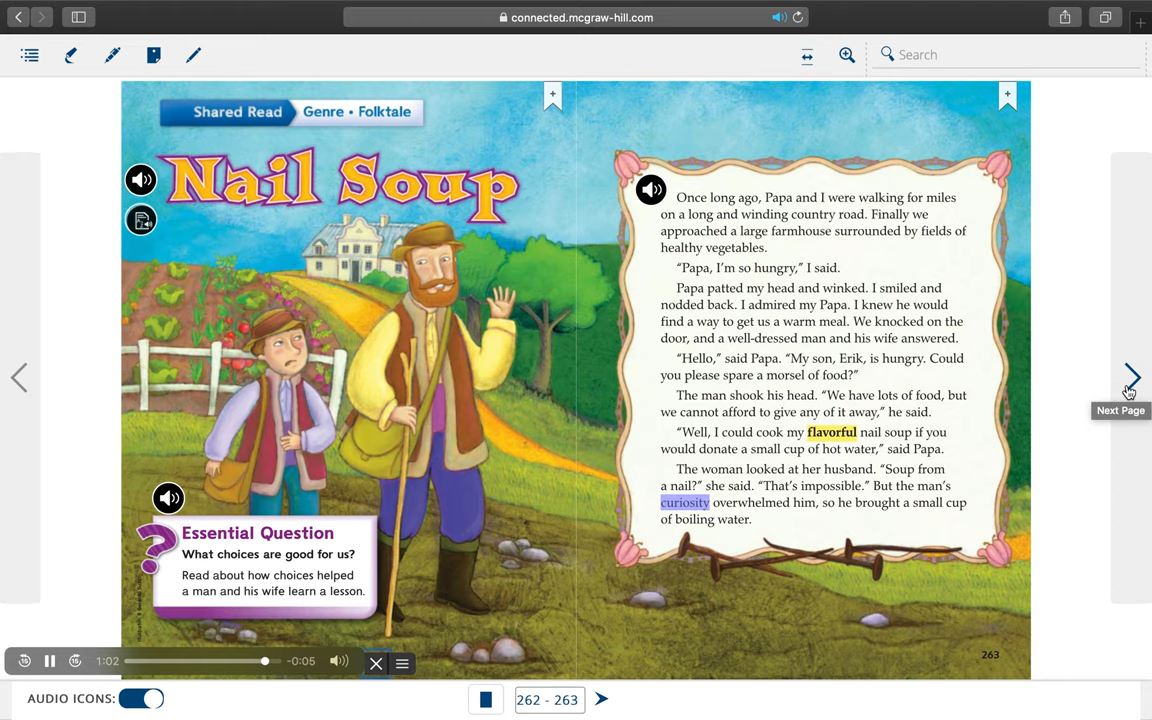 connected.mcgraw-hill.com
Search
Shared Read
Genre • Folktale
Nail Soup
Essential Question
What choices are good for us?
Read about how choices helped
a man and his wife learn a lesson.
Once long ago, Papa and I were walking for miles
on a long and winding country road. Finally we
approached a large farmhouse surrounded by fields of
healthy vegetables.
“Papa, I’m so hungry,” I said.
Papa patted my head and winked. I smiled and
nodded back. I admired my Papa. I knew he would
find a way to get us a warm meal. We knocked on the
door, and a well-dressed man and his wife answered.
“Hello,” said Papa. “My son, Erik, is hungry. Could
you please spare a morsel of food?”
The man shook his head. “We have lots of food, but
we cannot afford to give any of it away,” he said.
“Well, I could cook my flavorful nail soup if you
would donate a small cup of hot water,” said Papa.
The woman looked at her husband. “Soup from
a nail?” she said. “That’s impossible.” But the man’s
curiosity overwhelmed him, so he brought a small cup
of boiling water.
263
Next Page
15
15
1:02
-0:05
AUDIO ICONS:
262 - 263